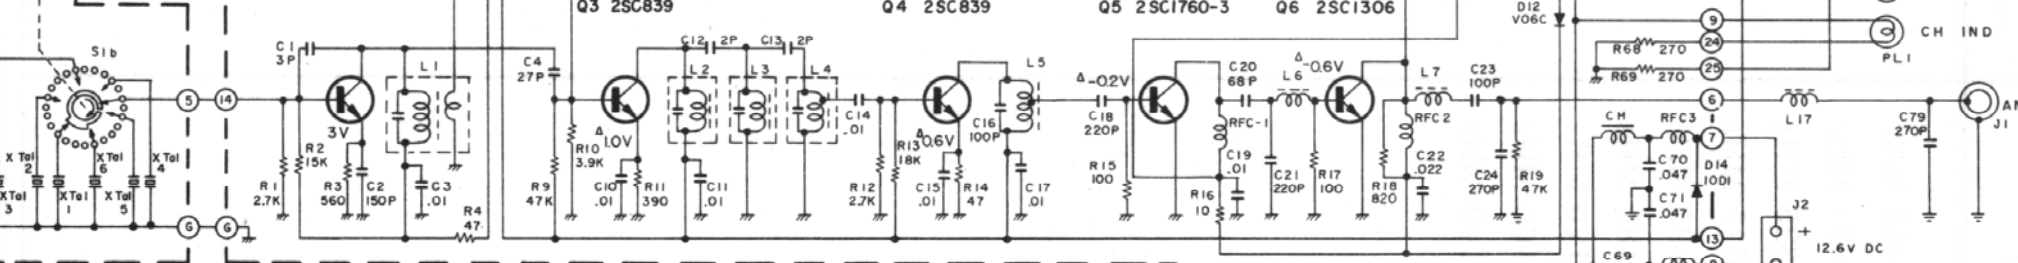 Q3 2SC839
Q4 2SC839
Q5 2SC1760-3
Q6 2SC1306
D12
V06C
9
CH IND
PL1
S1b
C1
3P
L1
C4
27P
C12 2P
C13 2P
L2
L3
L4
L5
Δ -0.2V
C20
68P
L6
Δ -0.6V
L7
C23
100P
R68 270
24
R69 270
25
5
14
3V
Δ
1.0V
C14
.01
Δ
0.6V
C16
100P
C18
220P
RFC-1
RFC2
6
L17
C79
270P
AN
J1
CH
RFC3
7
X Tal
2
X Tal
6
X Tal
4
X Tal
3
X Tal
1
X Tal
5
R1
2.7K
R2
15K
R3
560
C2
150P
C3
.01
R4
47
R9
47K
R10
3.9K
C10
.01
R11
390
C11
.01
R12
2.7K
R13
18K
C15
.01
R14
47
C17
.01
R15
100
R16
10
C19
.01
C21
220P
R17
100
R18
820
C22
.022
C24
270P
R19
47K
C70
.047
D14
10D1
C71
.047
J2
+
12.6V DC
G
G
13
C69